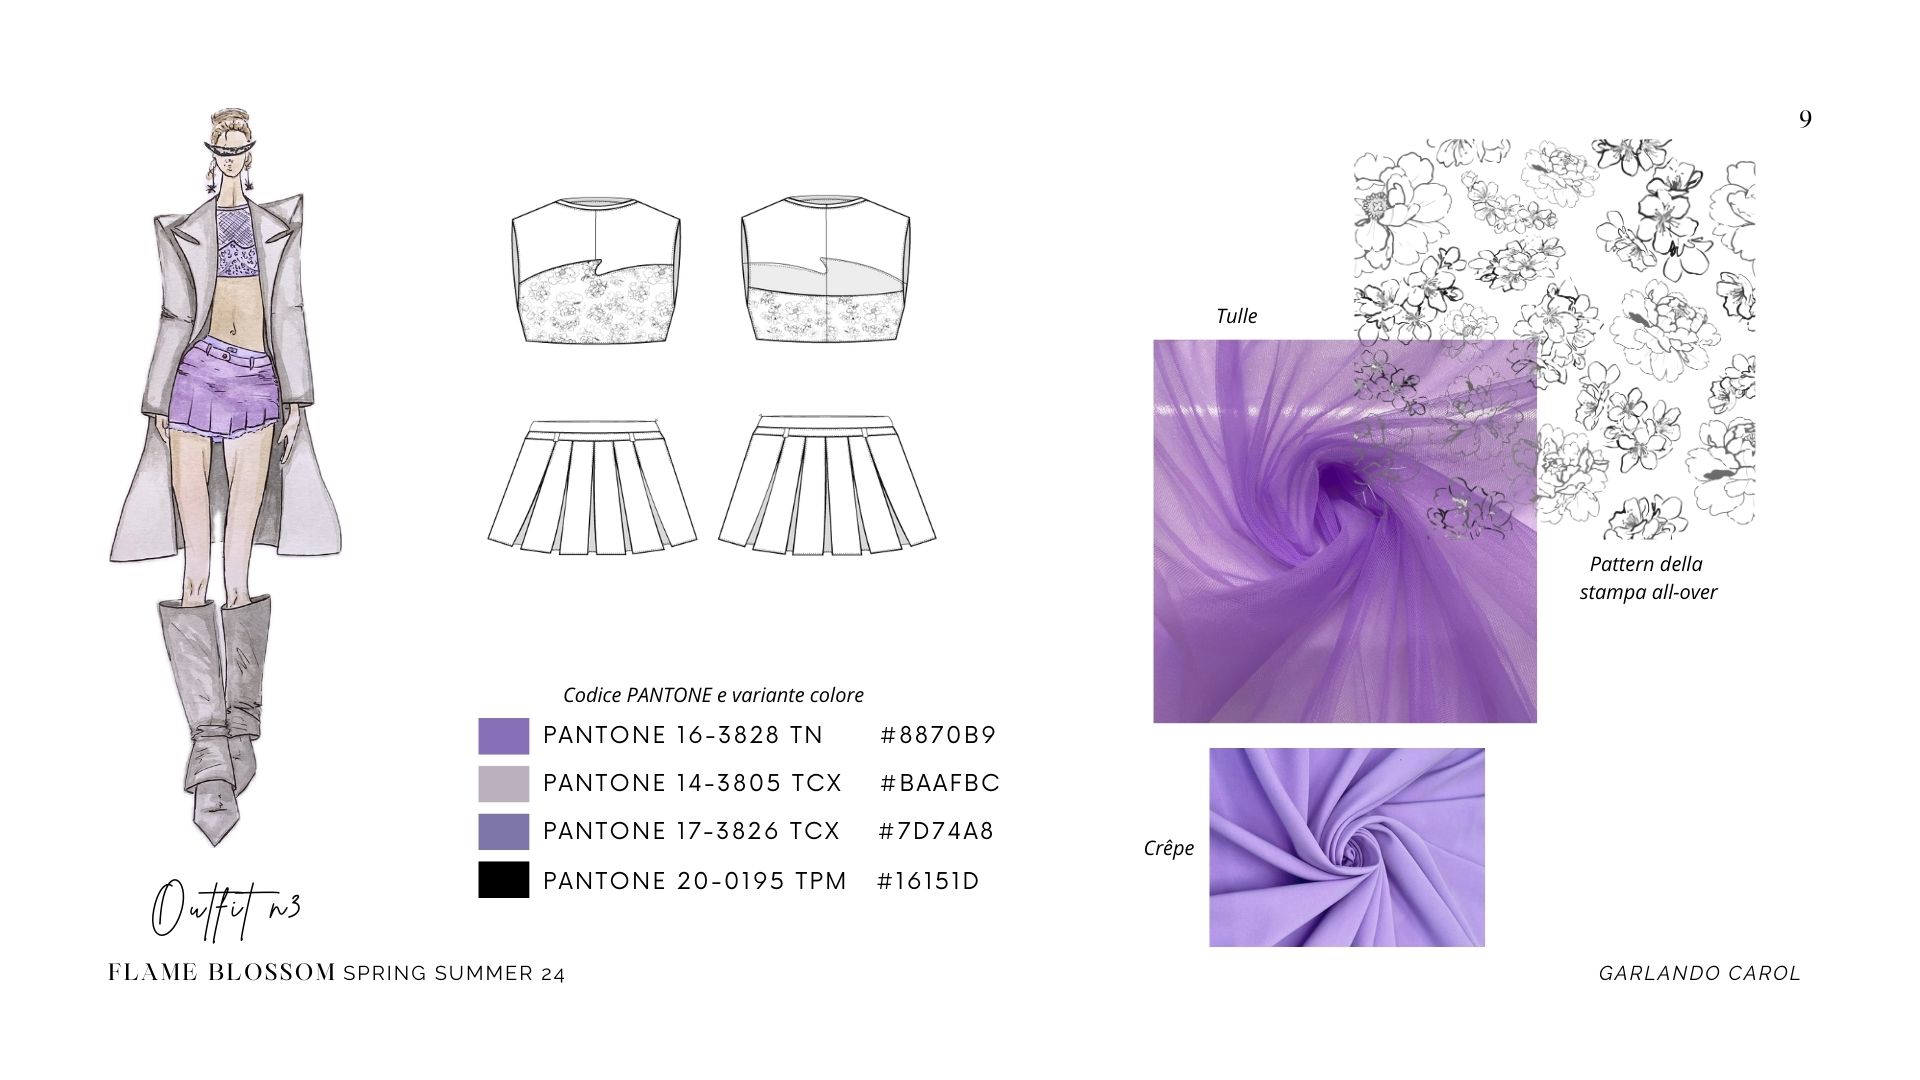 9
Tulle
Pattern della
stampa all-over
Codice PANTONE e variante colore
PANTONE 16-3828 TN #8870B9
PANTONE 14-3805 TCX #BAAFBC
PANTONE 17-3826 TCX #7D74A8
PANTONE 20-0195 TPM #16151D
Crêpe
Outfit n3
FLAME BLOSSOM SPRING SUMMER 24
GARLANDO CAROL